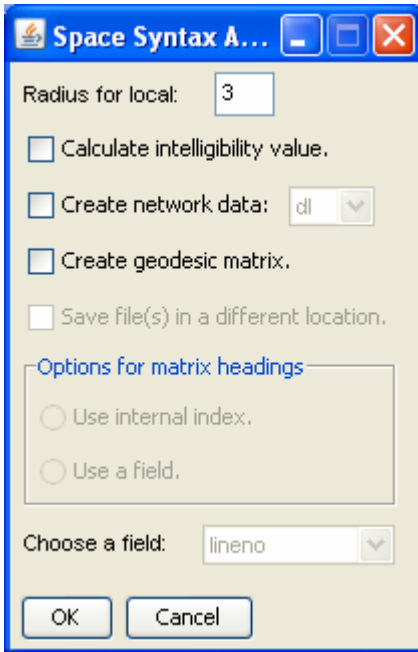 Space Syntax A...
Radius for local: 3
Calculate intelligibility value.
Create network data: dl
Create geodesic matrix.
Save file(s) in a different location.
Options for matrix headings
Use internal index.
Use a field.
Choose a field: lineno
OK Cancel